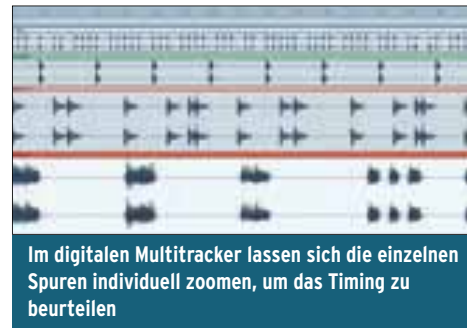 Im digitalen Multitracker lassen sich die einzelnen
Spuren individuell zoomen, um das Timing zu
beurteilen